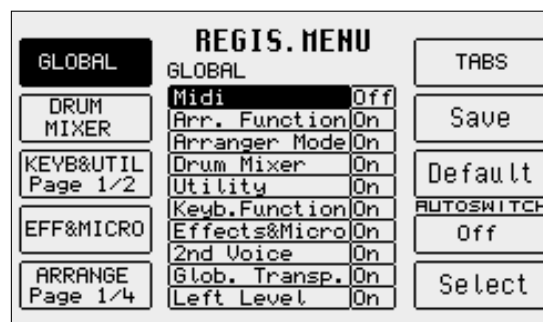 REGIS. MENU
GLOBAL
DRUM
MIXER
KEYB&UTIL
Page 1/2
EFF&MICRO
ARRANGE
Page 1/4
GLOBAL
Midi Off
Arr. Function On
Arranger Mode On
Drum Mixer On
Utility On
Keyb.Function On
Effects&Micro On
2nd Voice On
Glob. Transp. On
Left Level On
TABS
Save
Default
AUTOSWITCH
Off
Select